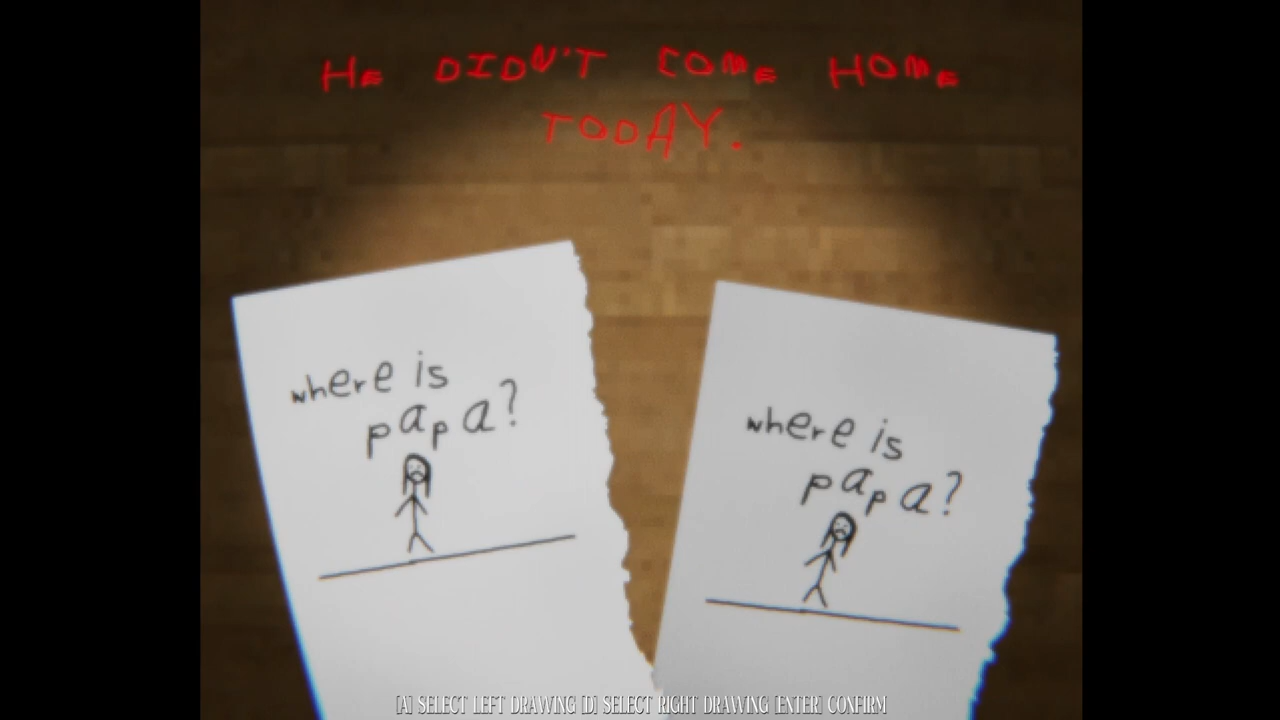 HE DIDN'T COME HOME
TODAY.
where is
papa?
where is
papa?
[A] SELECT LEFT DRAWING [D] SELECT RIGHT DRAWING [ENTER] CONFIRM